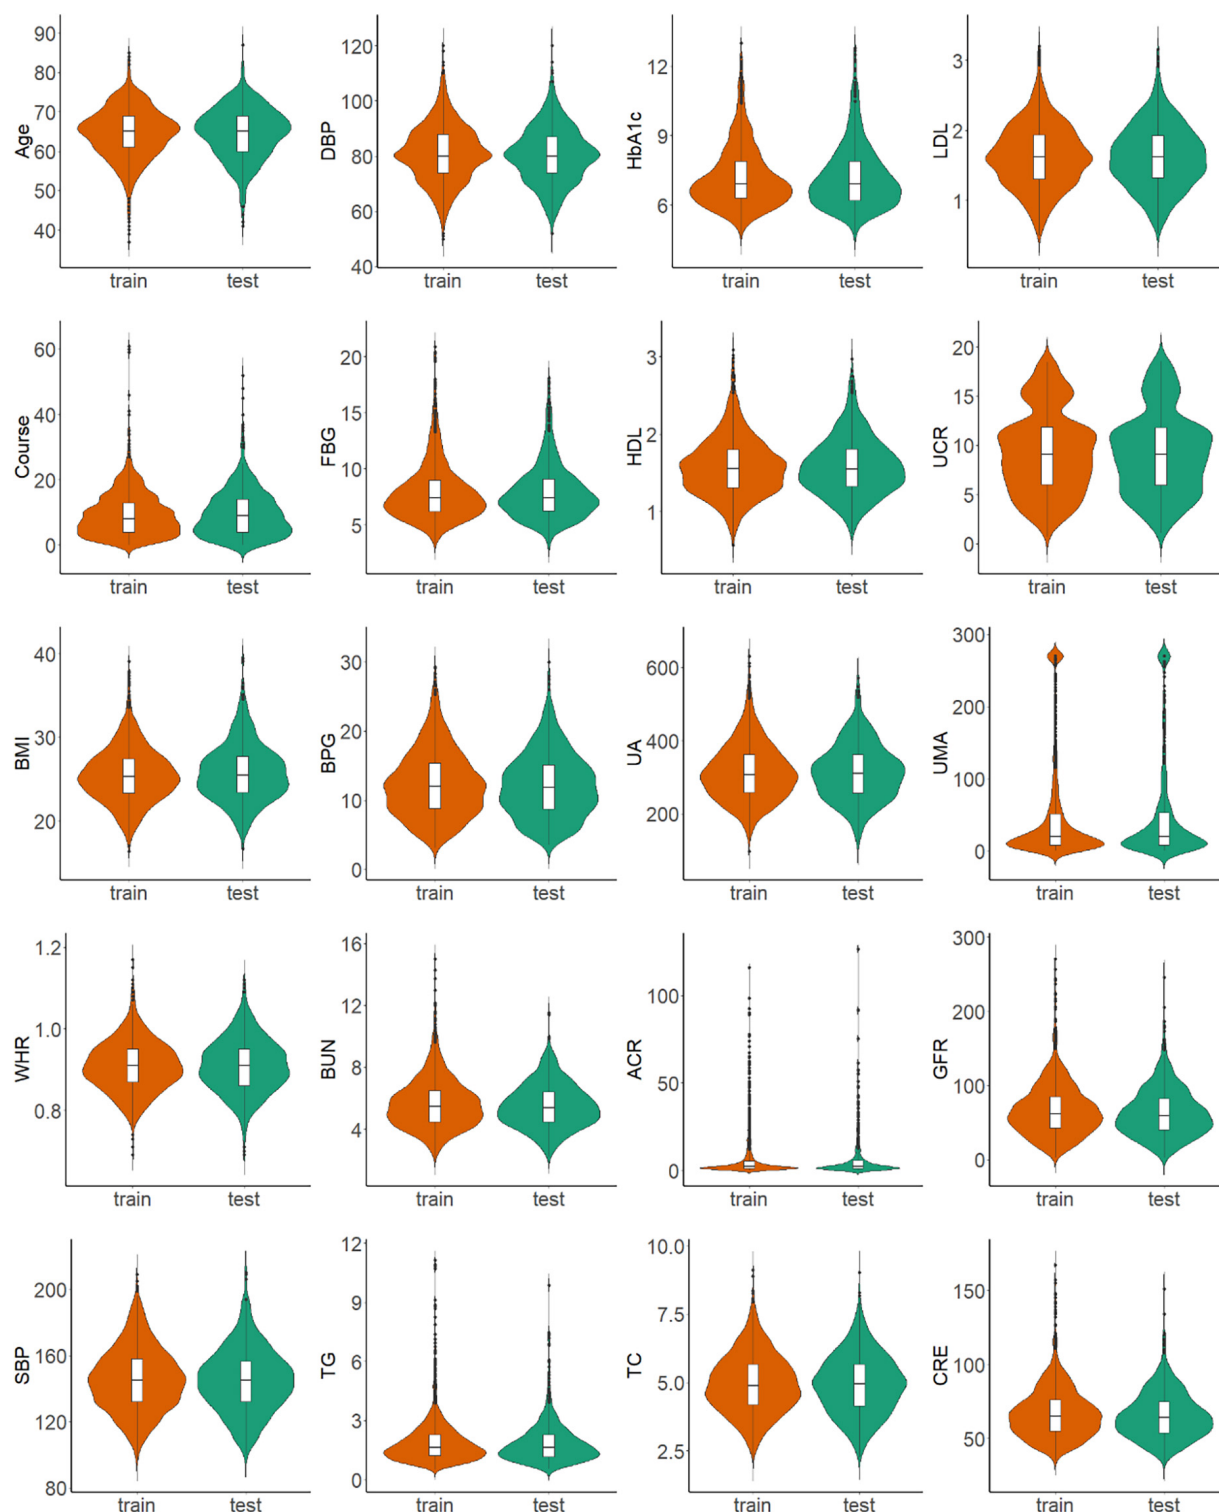 Age
90
80
70
60
50
40
train test
DBP
120
100
80
60
40
train test
HbA1c
12
9
6
train test
LDL
3
2
1
train test
Course
60
40
20
0
train test
FBG
20
15
10
5
train test
HDL
3
2
1
train test
UCR
20
15
10
5
0
train test
BMI
40
30
20
train test
BPG
30
20
10
0
train test
UA
600
400
200
train test
UMA
300
200
100
0
train test
WHR
1.2
1.0
0.8
train test
BUN
16
12
8
4
train test
ACR
100
50
0
train test
GFR
300
200
100
0
train test
SBP
200
160
120
80
train test
TG
12
9
6
3
0
train test
TC
10.0
7.5
5.0
2.5
train test
CRE
150
100
50
train test